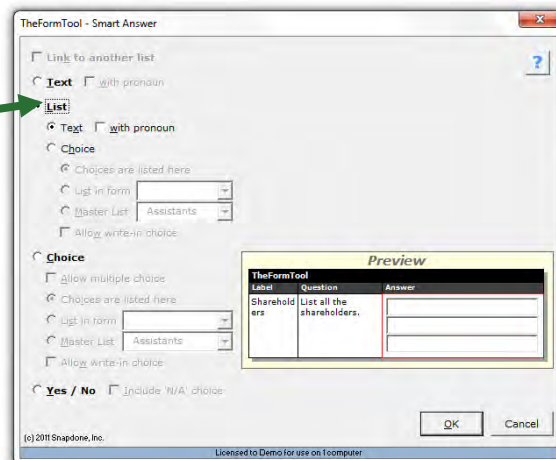 TheFormTool - Smart Answer
Link to another list
Text with pronoun
List
Text with pronoun
Choice
Choices are listed here
List in form
Master List Assistants
Allow write-in choice
Choice
Allow multiple choice
Choices are listed here
List in form
Master List Assistants
Allow write-in choice
Yes / No Include 'N/A' choice
Preview
TheFormTool
Label Question Answer
Sharehold List all the
ers shareholders.
OK Cancel
(c) 2011 Snapdone, Inc.
Licensed to Demo for use on 1 computer